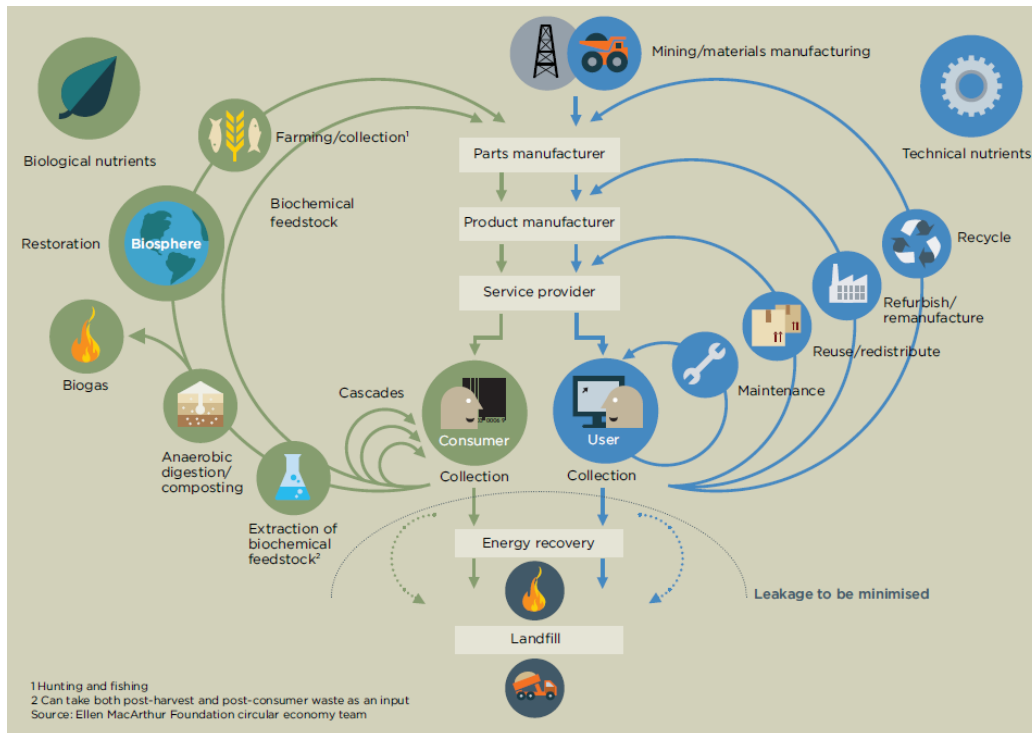 Mining/materials manufacturing
Biological nutrients
Farming/collection¹
Parts manufacturer
Technical nutrients
Biochemical
feedstock
Product manufacturer
Restoration
Biosphere
Recycle
Service provider
Refurbish/
remanufacture
Biogas
Reuse/redistribute
Cascades
Maintenance
Consumer
User
Anaerobic
digestion/
composting
Collection
Collection
Extraction of
biochemical
feedstock²
Energy recovery
Leakage to be minimised
Landfill
1 Hunting and fishing
2 Can take both post-harvest and post-consumer waste as an input
Source: Ellen MacArthur Foundation circular economy team